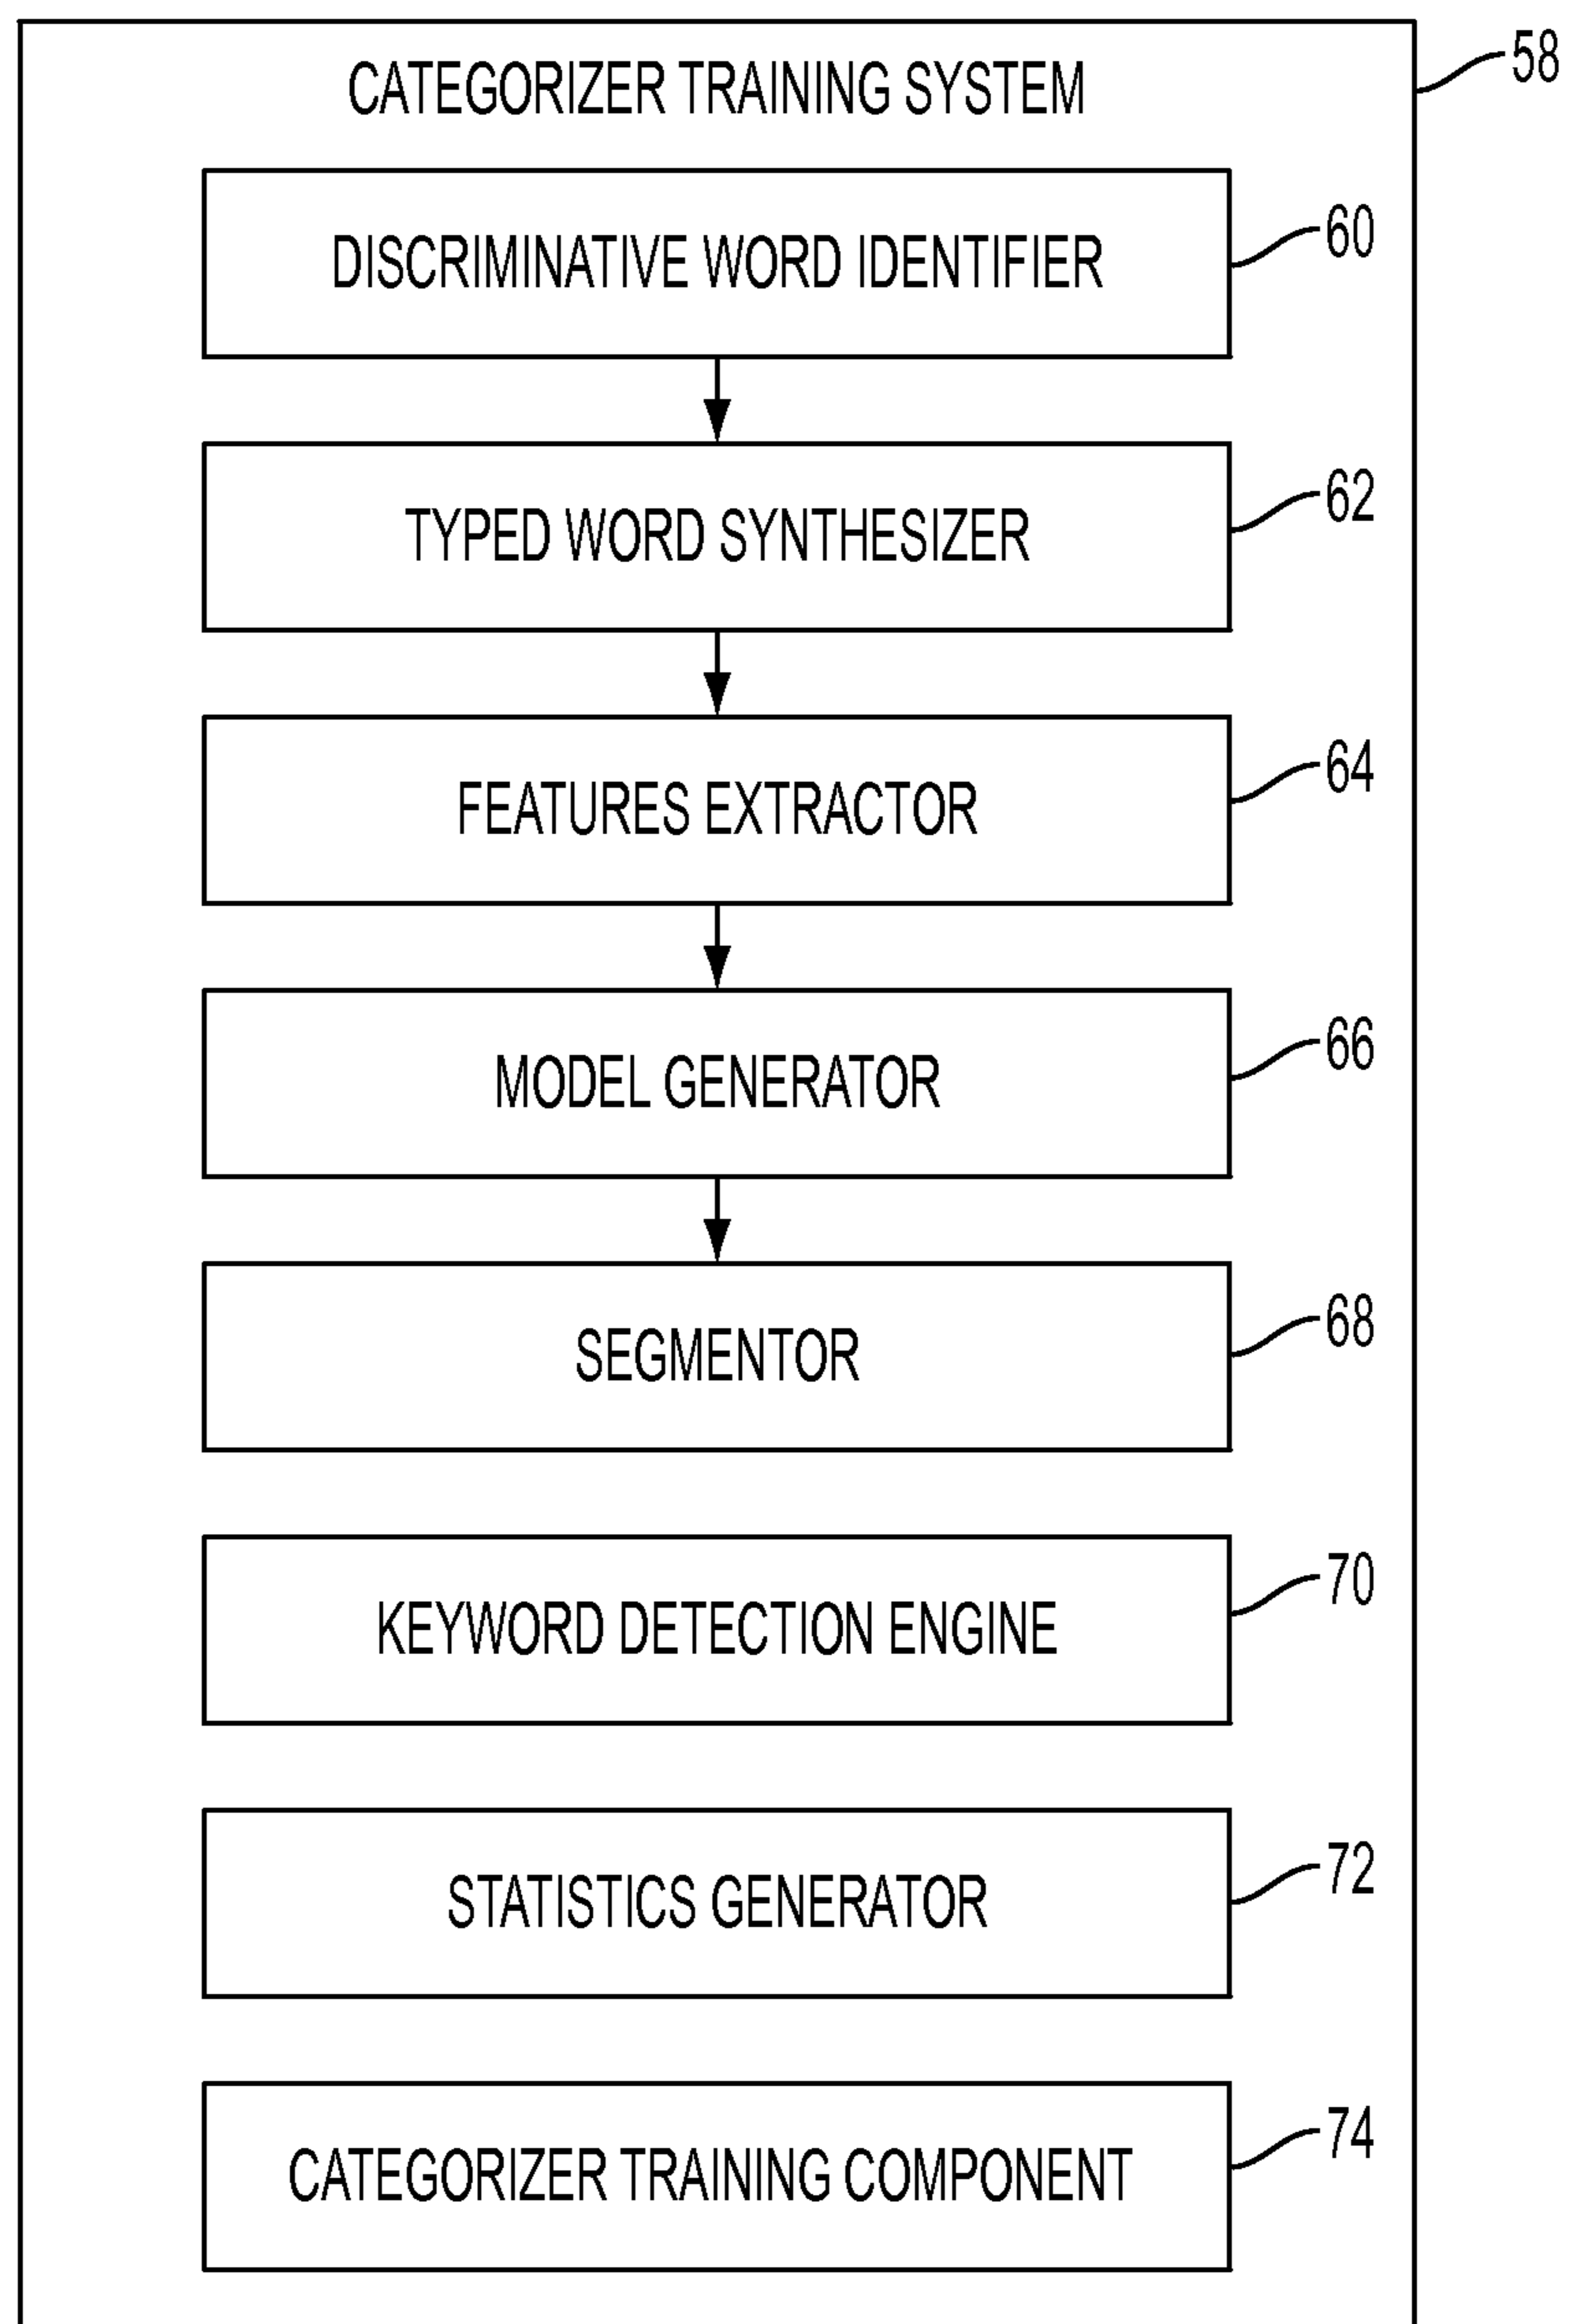 58
CATEGORIZER TRAINING SYSTEM
DISCRIMINATIVE WORD IDENTIFIER
60
TYPED WORD SYNTHESIZER
62
FEATURES EXTRACTOR
64
MODEL GENERATOR
66
SEGMENTOR
68
KEYWORD DETECTION ENGINE
70
STATISTICS GENERATOR
72
CATEGORIZER TRAINING COMPONENT
74